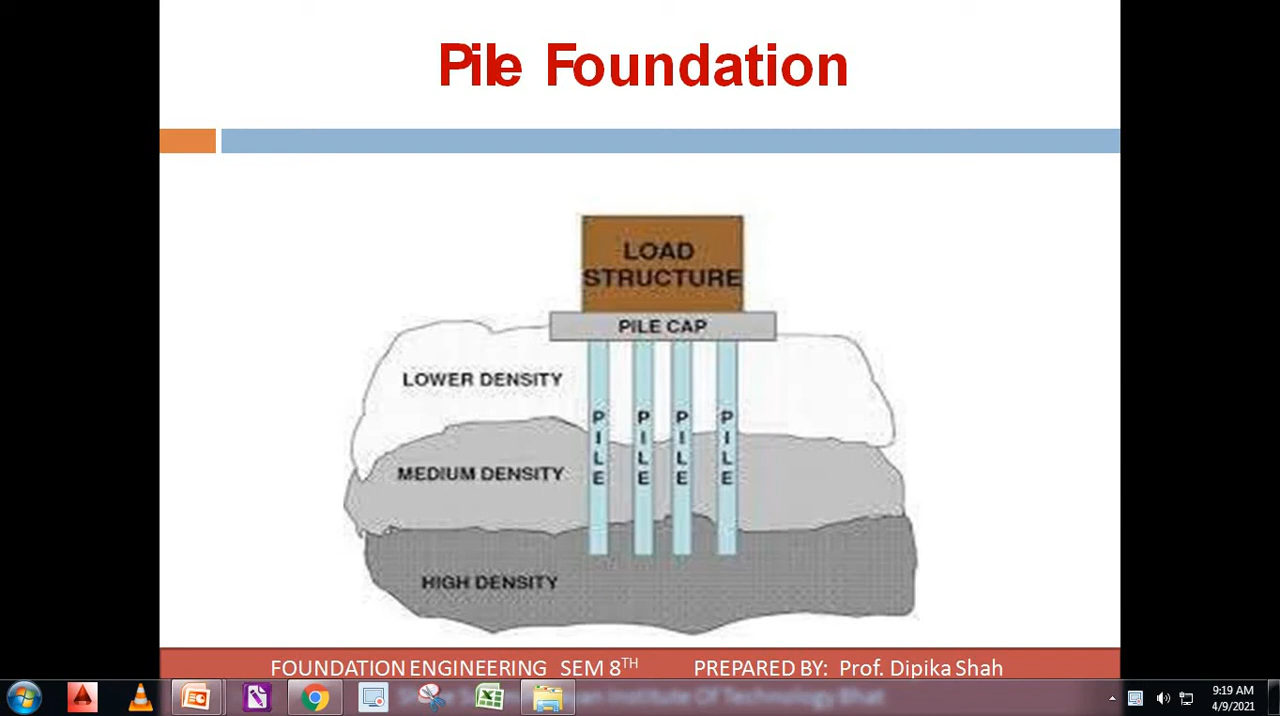 Pile Foundation
LOAD
STRUCTURE
PILE CAP
LOWER DENSITY
PILE
PILE
PILE
PILE
MEDIUM DENSITY
HIGH DENSITY
FOUNDATION ENGINEERING SEM 8TH PREPARED BY: Prof. Dipika Shah
9:19 AM
4/9/2021